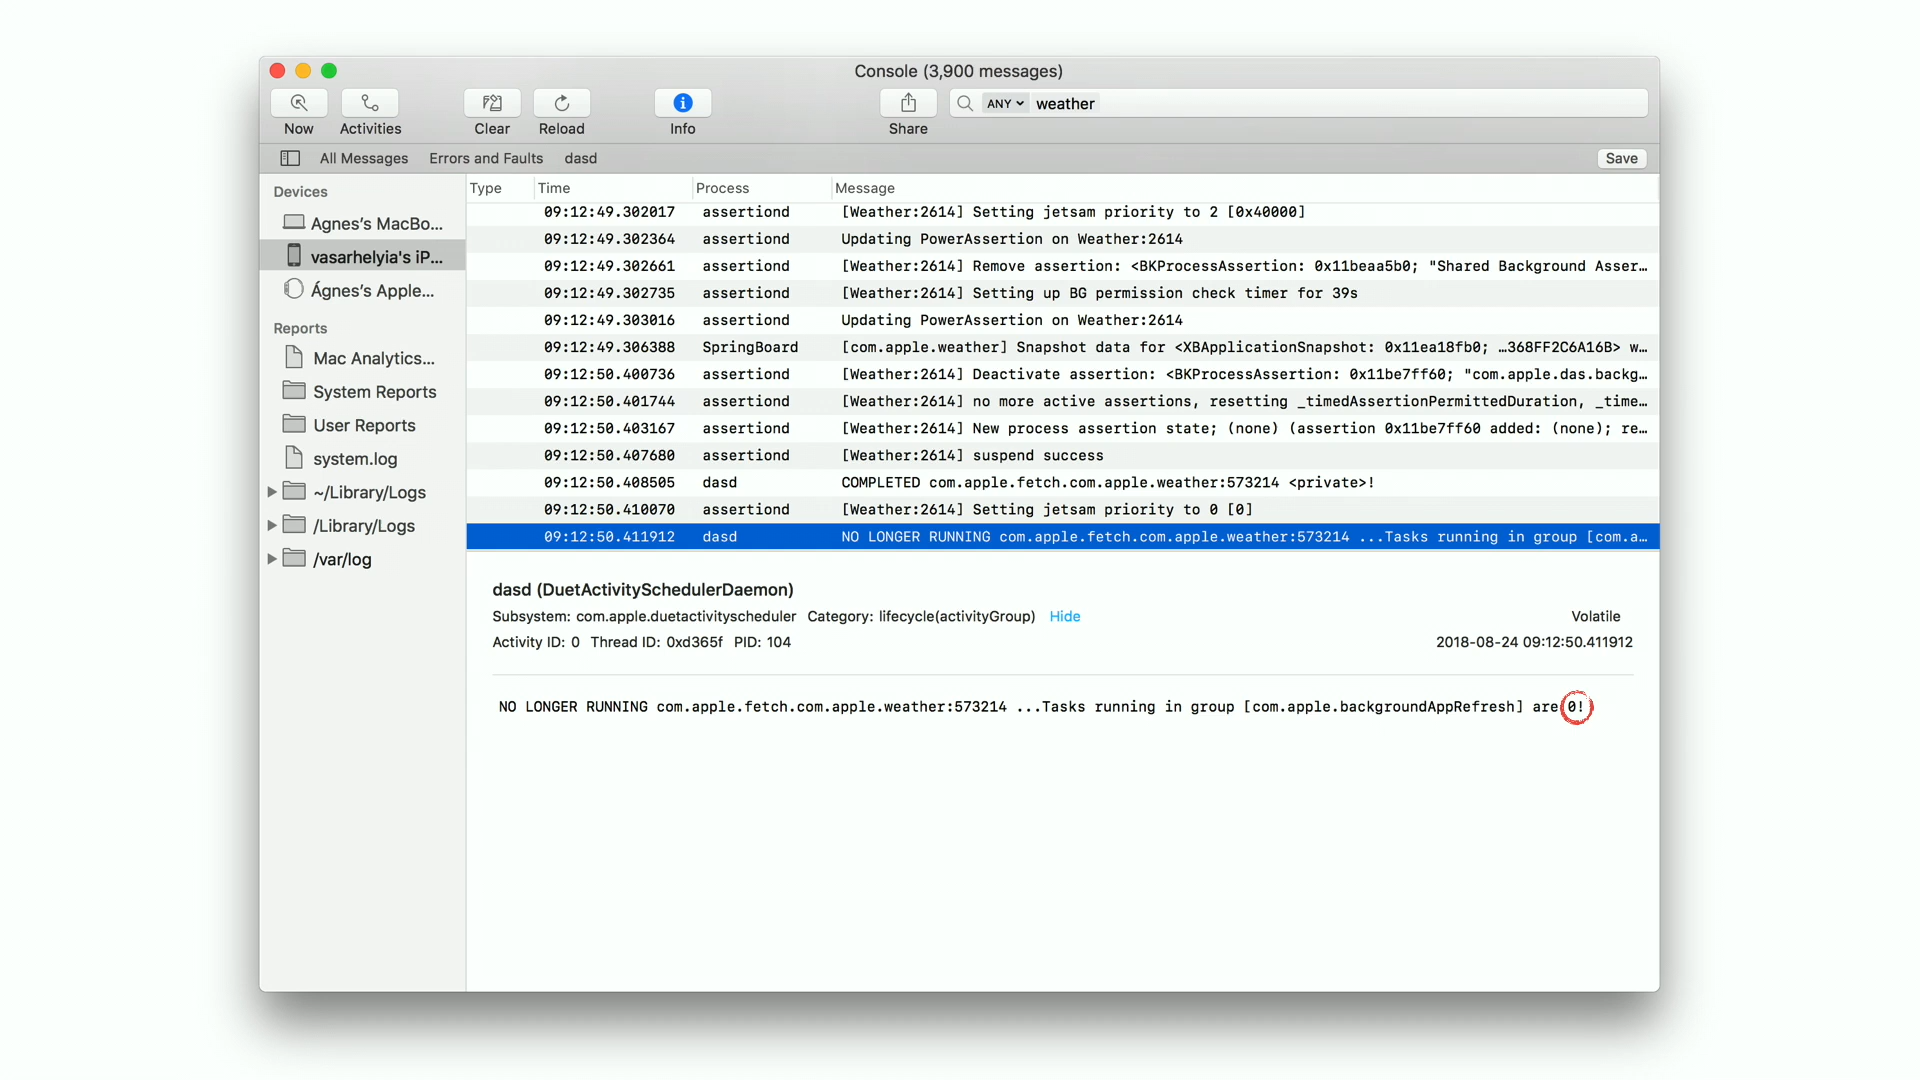 Console (3,900 messages)
ANY weather
Now Activities Clear Reload Info Share
All Messages Errors and Faults dasd Save
Devices
Agnes’s MacBo...
vasarhelyia's iP...
Ágnes’s Apple...
Reports
Mac Analytics...
System Reports
User Reports
system.log
~/Library/Logs
/Library/Logs
/var/log
Type Time Process Message
09:12:49.302017 assertiond [Weather:2614] Setting jetsam priority to 2 [0x40000]
09:12:49.302364 assertiond Updating PowerAssertion on Weather:2614
09:12:49.302661 assertiond [Weather:2614] Remove assertion: <BKProcessAssertion: 0x11beaa5b0; "Shared Background Asser…
09:12:49.302735 assertiond [Weather:2614] Setting up BG permission check timer for 39s
09:12:49.303016 assertiond Updating PowerAssertion on Weather:2614
09:12:49.306388 SpringBoard [com.apple.weather] Snapshot data for <XBApplicationSnapshot: 0x11ea18fb0; …368FF2C6A16B> w…
09:12:50.400736 assertiond [Weather:2614] Deactivate assertion: <BKProcessAssertion: 0x11be7ff60; "com.apple.das.backg…
09:12:50.401744 assertiond [Weather:2614] no more active assertions, resetting _timedAssertionPermittedDuration, _time…
09:12:50.403167 assertiond [Weather:2614] New process assertion state; (none) (assertion 0x11be7ff60 added: (none); re…
09:12:50.407680 assertiond [Weather:2614] suspend success
09:12:50.408505 dasd COMPLETED com.apple.fetch.com.apple.weather:573214 <private>!
09:12:50.410070 assertiond [Weather:2614] Setting jetsam priority to 0 [0]
09:12:50.411912 dasd NO LONGER RUNNING com.apple.fetch.com.apple.weather:573214 ...Tasks running in group [com.a…
dasd (DuetActivitySchedulerDaemon)
Subsystem: com.apple.duetactivityscheduler Category: lifecycle(activityGroup) Hide Volatile
Activity ID: 0 Thread ID: 0xd365f PID: 104 2018-08-24 09:12:50.411912
NO LONGER RUNNING com.apple.fetch.com.apple.weather:573214 ...Tasks running in group [com.apple.backgroundAppRefresh] are 0!